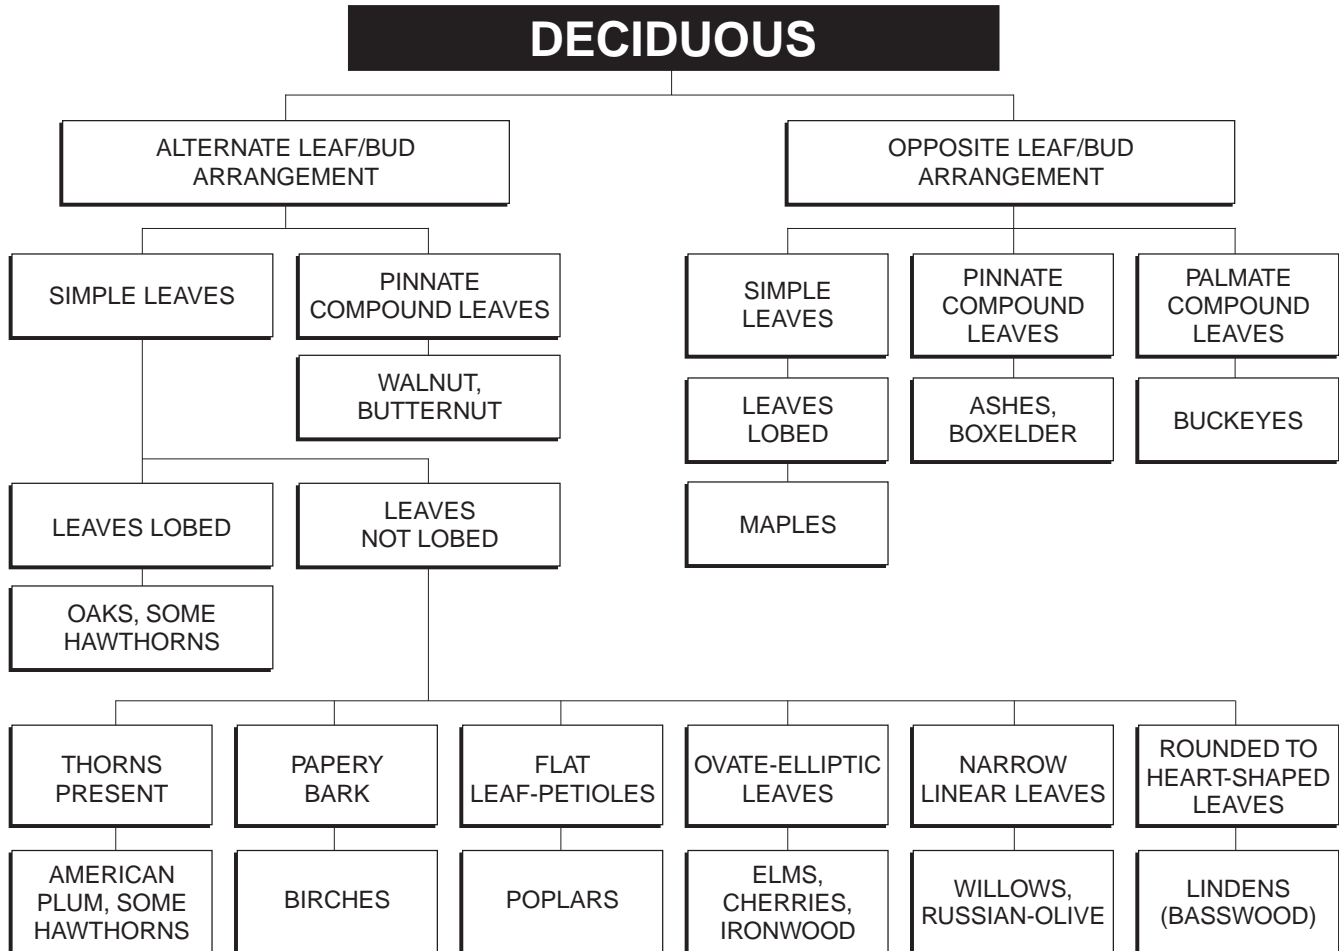 DECIDUOUS
ALTERNATE LEAF/BUD
ARRANGEMENT
OPPOSITE LEAF/BUD
ARRANGEMENT
SIMPLE LEAVES
PINNATE
COMPOUND LEAVES
SIMPLE
LEAVES
PINNATE
COMPOUND
LEAVES
PALMATE
COMPOUND
LEAVES
WALNUT,
BUTTERNUT
LEAVES
LOBED
ASHES,
BOXELDER
BUCKEYES
LEAVES LOBED
LEAVES
NOT LOBED
MAPLES
OAKS, SOME
HAWTHORNS
THORNS
PRESENT
PAPERY
BARK
FLAT
LEAF-PETIOLES
OVATE-ELLIPTIC
LEAVES
NARROW
LINEAR LEAVES
ROUNDED TO
HEART-SHAPED
LEAVES
AMERICAN
PLUM, SOME
HAWTHORNS
BIRCHES
POPLARS
ELMS,
CHERRIES,
IRONWOOD
WILLOWS,
RUSSIAN-OLIVE
LINDENS
(BASSWOOD)